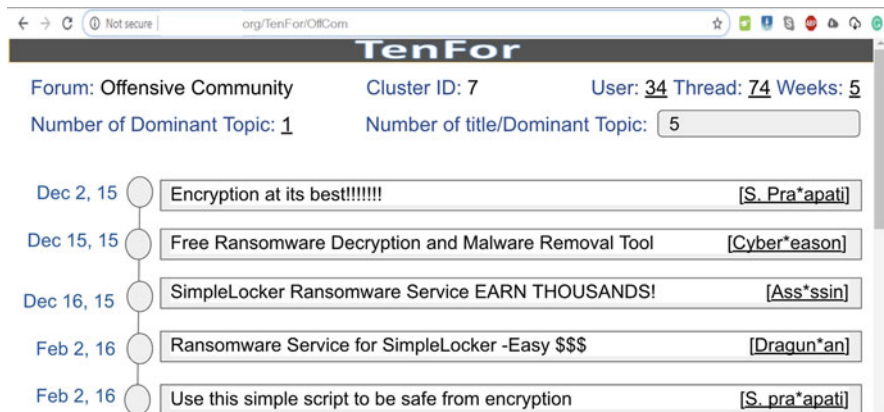 Not secure org/TenFor/OffCom
TenFor
Forum: Offensive Community Cluster ID: 7 User: 34 Thread: 74 Weeks: 5
Number of Dominant Topic: 1 Number of title/Dominant Topic: 5
Dec 2, 15 Encryption at its best!!!!!!! [S. Pra*apati]
Dec 15, 15 Free Ransomware Decryption and Malware Removal Tool [Cyber*eason]
Dec 16, 15 SimpleLocker Ransomware Service EARN THOUSANDS! [Ass*ssin]
Feb 2, 16 Ransomware Service for SimpleLocker -Easy $$$ [Dragun*an]
Feb 2, 16 Use this simple script to be safe from encryption [S. pra*apati]